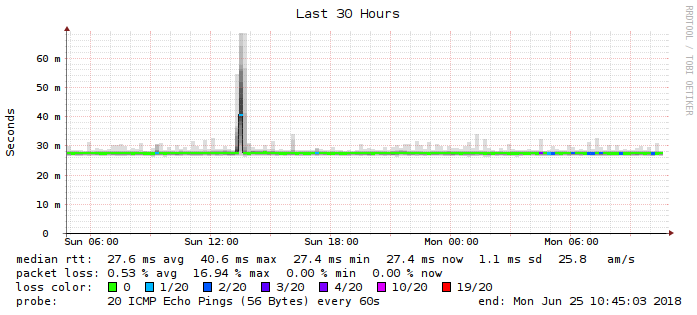 Last 30 Hours
RRDTOOL / TOBI OETIKER
Seconds
60 m
50 m
40 m
30 m
20 m
10 m
0
Sun 06:00 Sun 12:00 Sun 18:00 Mon 00:00 Mon 06:00
median rtt: 27.6 ms avg 40.6 ms max 27.4 ms min 27.4 ms now 1.1 ms sd 25.8 am/s
packet loss: 0.53 % avg 16.94 % max 0.00 % min 0.00 % now
loss color: 0 1/20 2/20 3/20 4/20 10/20 19/20
probe: 20 ICMP Echo Pings (56 Bytes) every 60s end: Mon Jun 25 10:45:03 2018